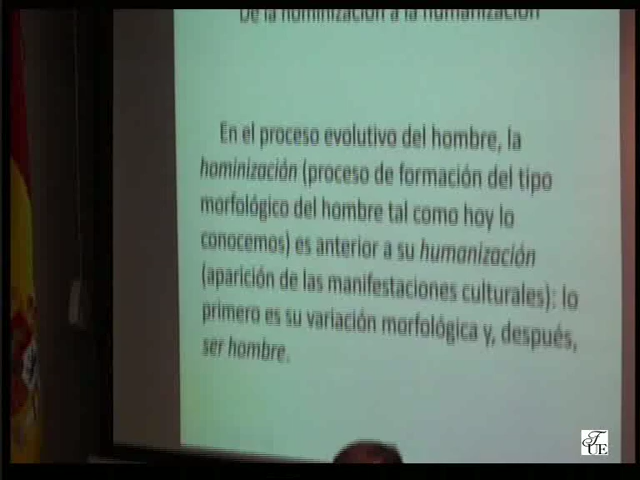 De la hominización a la humanización
En el proceso evolutivo del hombre, la
hominización (proceso de formación del tipo
morfológico del hombre tal como hoy lo
conocemos) es anterior a su humanización
(aparición de las manifestaciones culturales): lo
primero es su variación morfológica y, después,
ser hombre.
UE